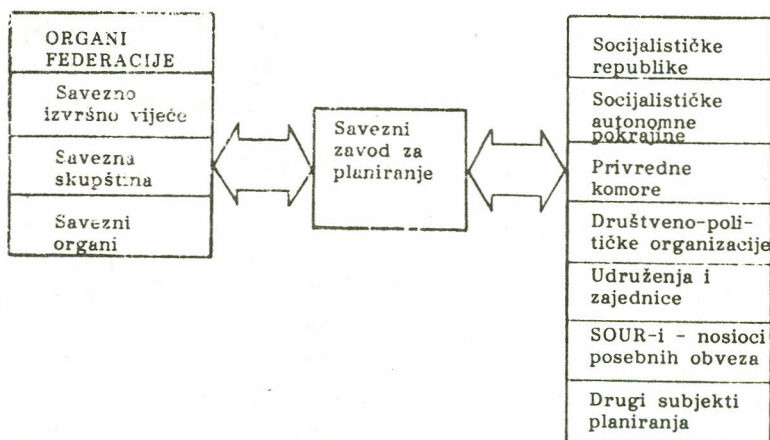 ORGANI
FEDERACIJE
Savezno
izvršno vijeće
Savezna
skupština
Savezni
organi
Savezni
zavod za
planiranje
Socijalističke
republike
Socijalističke
autonomne
pokrajine
Privredne
komore
Društveno-poli-
tičke organizacije
Udruženja i
zajednice
SOUR-i - nosioci
posebnih obveza
Drugi subjekti
planiranja